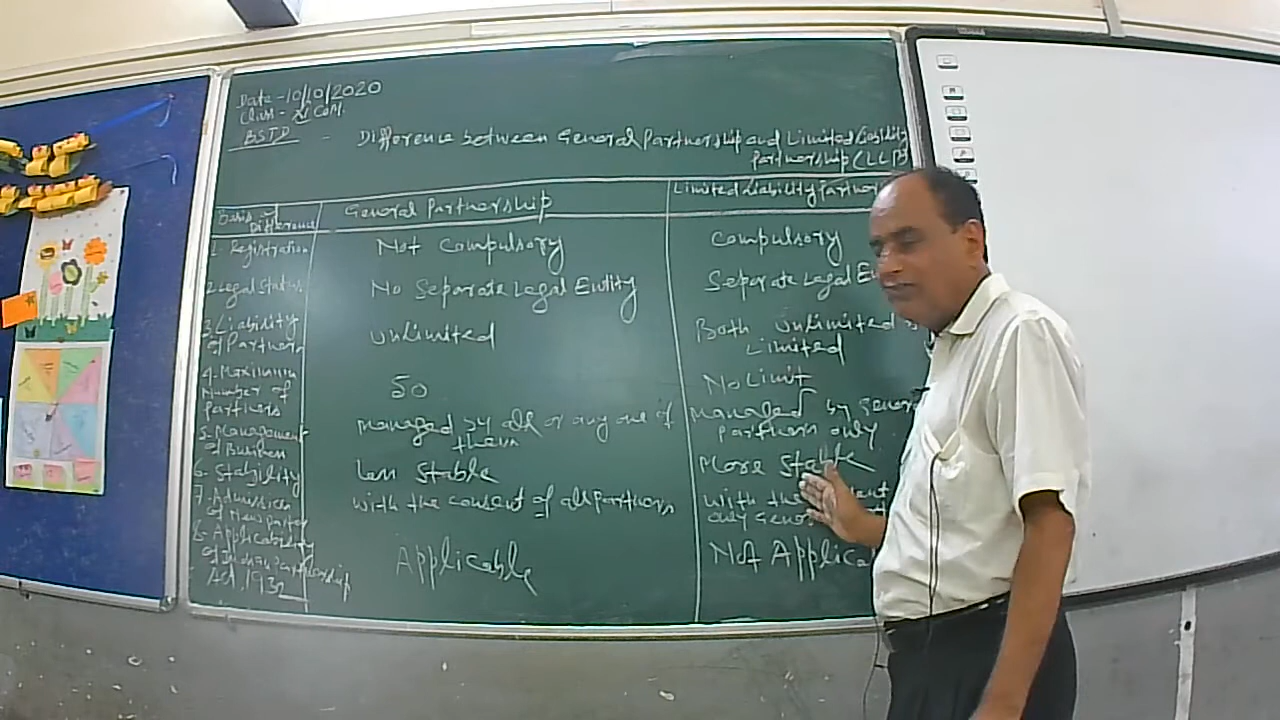 Date - 10/10/2020
Class - XI Com.
BSTD - Difference between General Partnership and Limited Liability
Partnership (LLP)
Basis of Difference
General Partnership
Limited Liability Partner
1. Registration
Not Compulsory
Compulsory
2. Legal Status
No Separate Legal Entity
Separate Legal
3. Liability
of Partners
Unlimited
Both Unlimited &
Limited
4. Maximum
Number of
Partners
50
No Limit
5. Management
of Business
Managed by all or any one of
them
Managed by General
Partners only
6. Stability
Less Stable
More Stable
7. Admission
of New partner
With the consent of all partners
With the
only
8. Applicability
of Indian Partnership
Act, 1932
Applicable
Not Applica